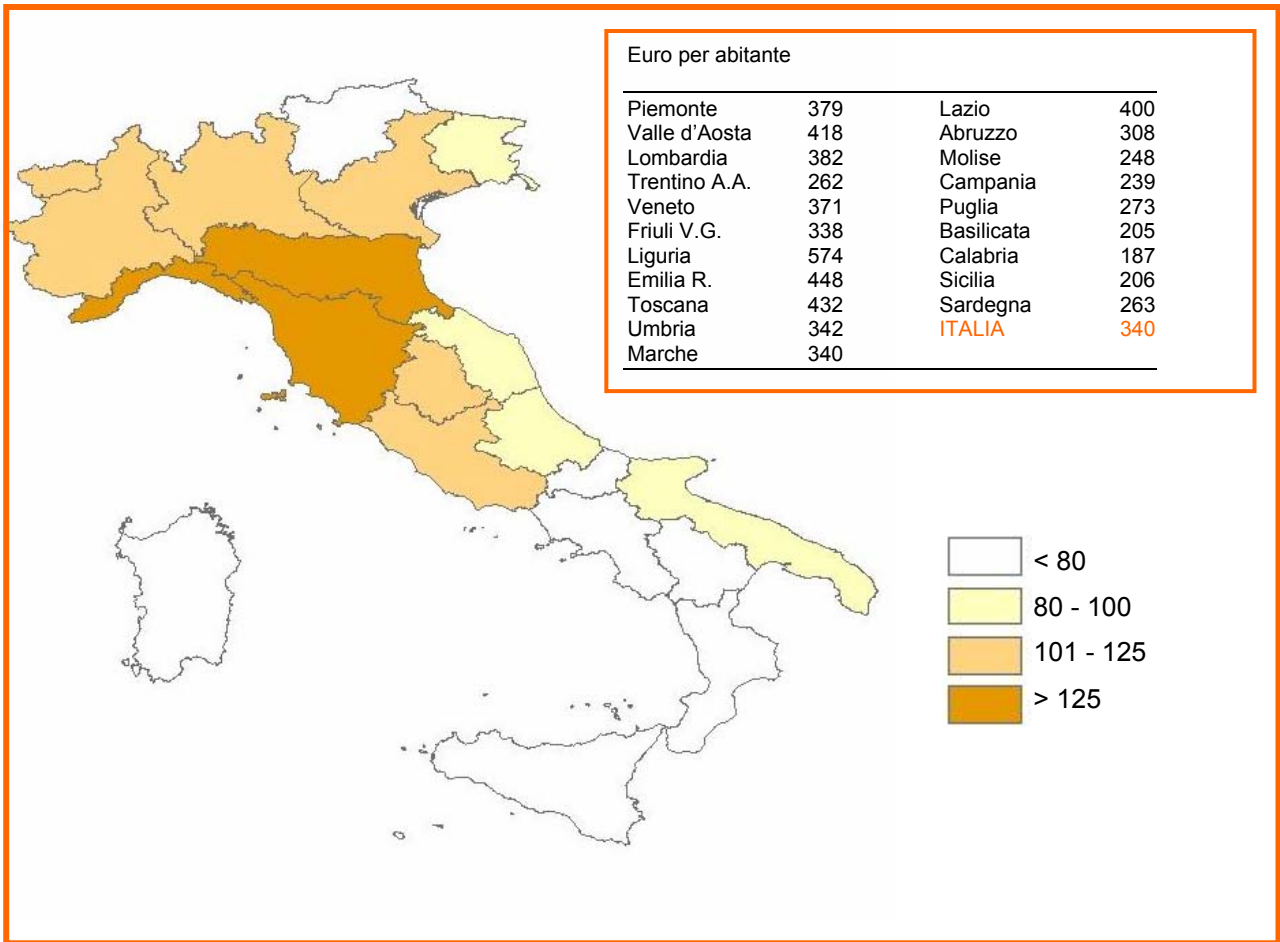 Euro per abitante
Piemonte 379 Lazio 400
Valle d'Aosta 418 Abruzzo 308
Lombardia 382 Molise 248
Trentino A.A. 262 Campania 239
Veneto 371 Puglia 273
Friuli V.G. 338 Basilicata 205
Liguria 574 Calabria 187
Emilia R. 448 Sicilia 206
Toscana 432 Sardegna 263
Umbria 342 ITALIA 340
Marche 340
< 80
80 - 100
101 - 125
> 125